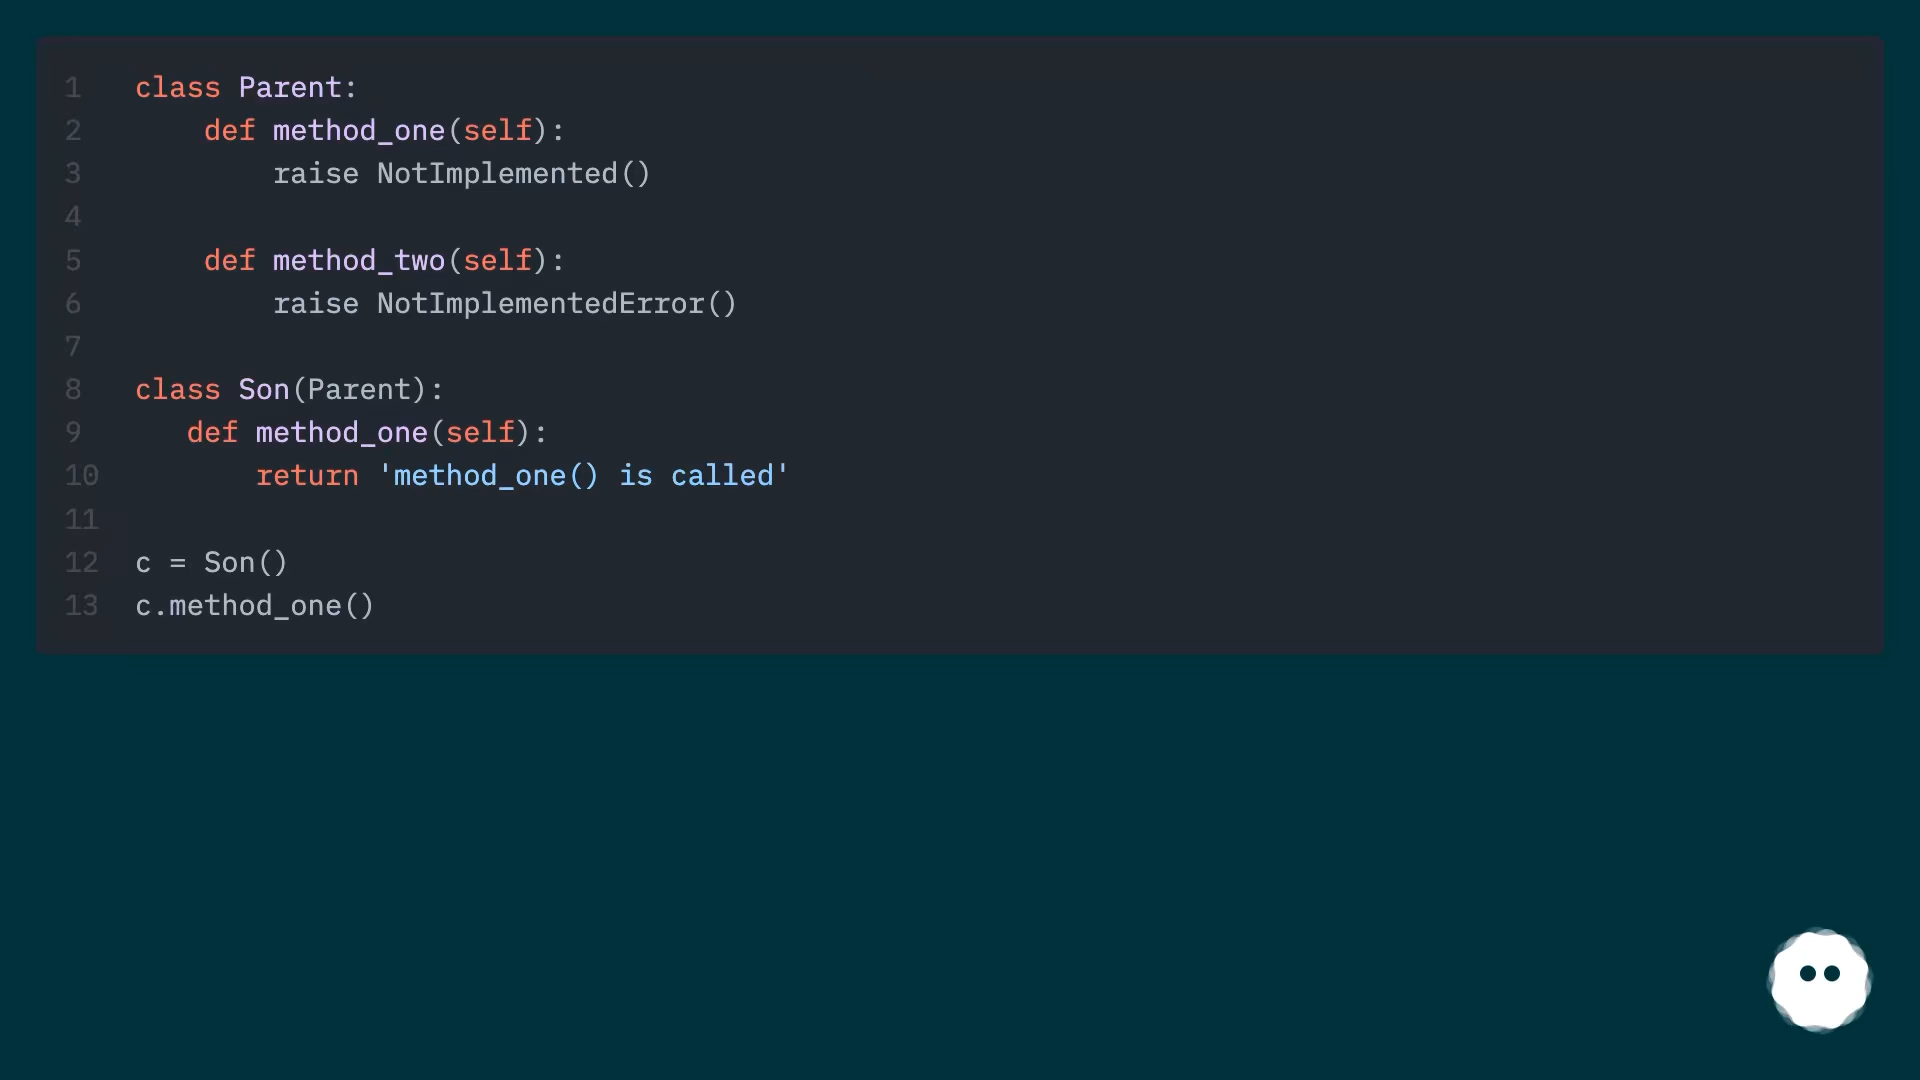 1 class Parent:
2     def method_one(self):
3         raise NotImplemented()
4
5     def method_two(self):
6         raise NotImplementedError()
7
8 class Son(Parent):
9    def method_one(self):
10        return 'method_one() is called'
11
12 c = Son()
13 c.method_one()